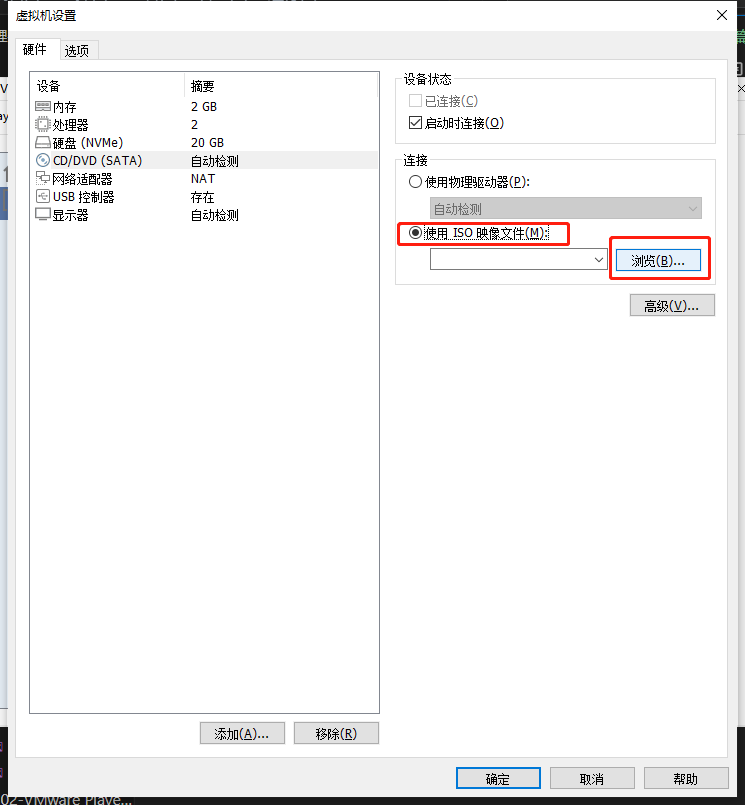 虚拟机设置
硬件 选项
设备 摘要
内存 2 GB
处理器 2
硬盘 (NVMe) 20 GB
CD/DVD (SATA) 自动检测
网络适配器 NAT
USB 控制器 存在
显示器 自动检测
设备状态
已连接(C)
启动时连接(O)
连接
使用物理驱动器(P):
自动检测
使用 ISO 映像文件(M):
浏览(B)...
高级(V)...
添加(A)... 移除(R)
确定 取消 帮助
02-VMware Playe...